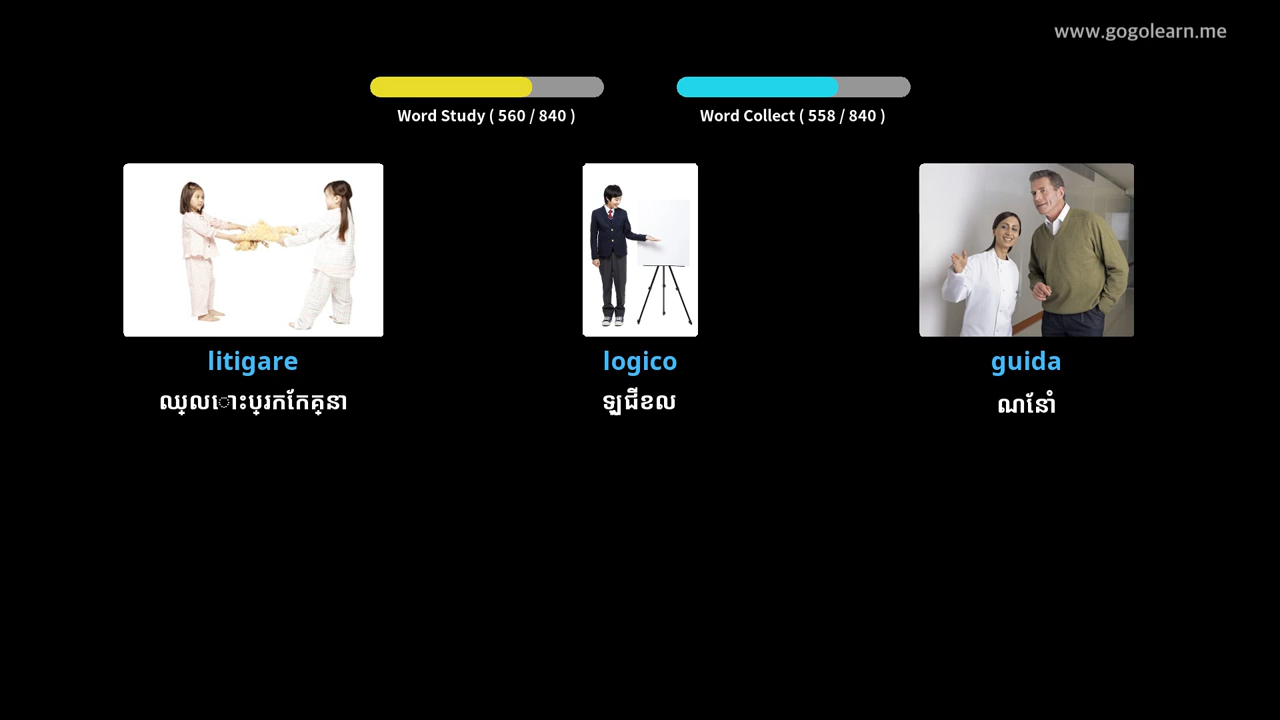 www.gogolearn.me
Word Study ( 560 / 840 )
Word Collect ( 558 / 840 )
litigare
logico
guida
ឈ្លោះប្រកែកគ្នា
ឡូជីខល
ណែនាំ